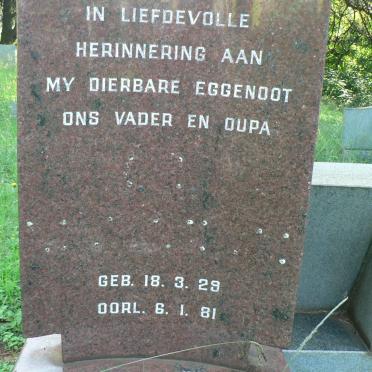 IN LIEFDEVOLLE
HERINNERING AAN
MY DIERBARE EGGENOOT
ONS VADER EN OUPA
GEB. 18. 3. 29
OORL. 6. 1. 81